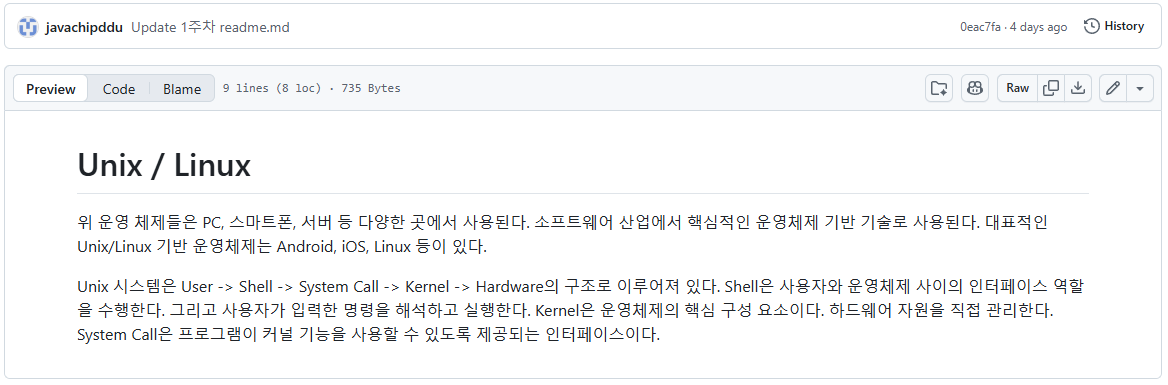 javachipddu Update 1주차 readme.md 0eac7fa · 4 days ago History
Preview Code Blame 9 lines (8 loc) · 735 Bytes Raw
Unix / Linux
위 운영 체제들은 PC, 스마트폰, 서버 등 다양한 곳에서 사용된다. 소프트웨어 산업에서 핵심적인 운영체제 기반 기술로 사용된다. 대표적인
Unix/Linux 기반 운영체제는 Android, iOS, Linux 등이 있다.
Unix 시스템은 User -> Shell -> System Call -> Kernel -> Hardware의 구조로 이루어져 있다. Shell은 사용자와 운영체제 사이의 인터페이스 역할
을 수행한다. 그리고 사용자가 입력한 명령을 해석하고 실행한다. Kernel은 운영체제의 핵심 구성 요소이다. 하드웨어 자원을 직접 관리한다.
System Call은 프로그램이 커널 기능을 사용할 수 있도록 제공되는 인터페이스이다.